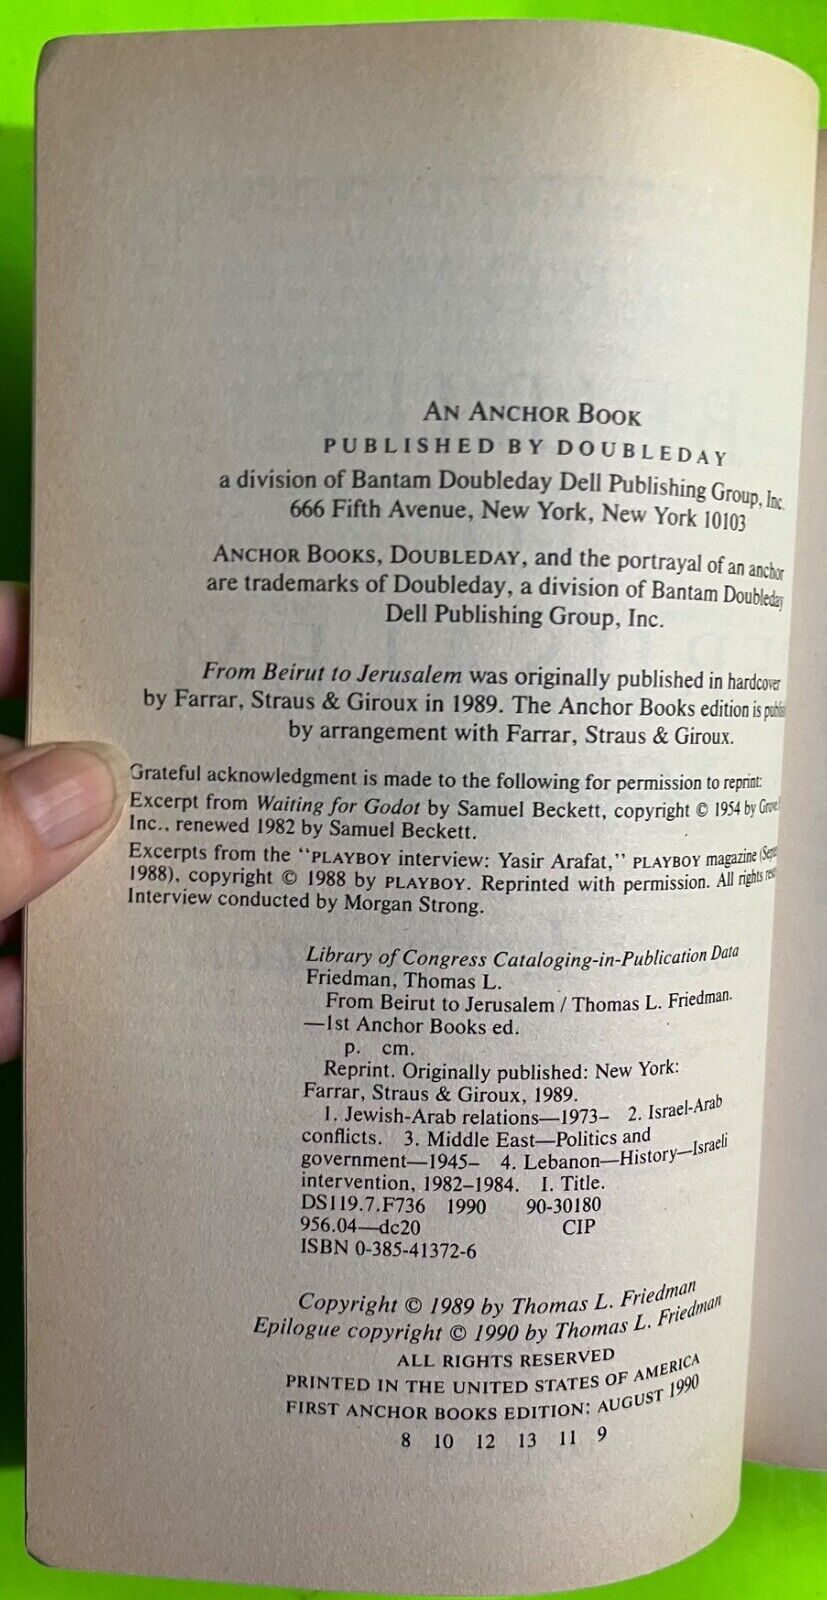 AN ANCHOR BOOK
PUBLISHED BY DOUBLEDAY
a division of Bantam Doubleday Dell Publishing Group, Inc.
666 Fifth Avenue, New York, New York 10103
ANCHOR BOOKS, DOUBLEDAY, and the portrayal of an anchor
are trademarks of Doubleday, a division of Bantam Doubleday
Dell Publishing Group, Inc.
From Beirut to Jerusalem was originally published in hardcover
by Farrar, Straus & Giroux in 1989. The Anchor Books edition is
by arrangement with Farrar, Straus & Giroux.
Grateful acknowledgment is made to the following for permission to reprint:
Excerpt from Waiting for Godot by Samuel Beckett, copyright © 1954 by Grove
Inc., renewed 1982 by Samuel Beckett.
Excerpts from the "PLAYBOY interview: Yasir Arafat," PLAYBOY magazine
1988), copyright © 1988 by PLAYBOY. Reprinted with permission. All rights
Interview conducted by Morgan Strong.
Library of Congress Cataloging-in-Publication Data
Friedman, Thomas L.
From Beirut to Jerusalem / Thomas L. Friedman.
—1st Anchor Books ed.
p. cm.
Reprint. Originally published: New York:
Farrar, Straus & Giroux, 1989.
1. Jewish-Arab relations—1973– 2. Israel-Arab
conflicts. 3. Middle East—Politics and
government—1945– 4. Lebanon—History—Israeli
intervention, 1982–1984. I. Title.
DS119.7.F736 1990 90-30180
956.04—dc20 CIP
ISBN 0-385-41372-6
Copyright © 1989 by Thomas L. Friedman
Epilogue copyright © 1990 by Thomas L. Friedman
ALL RIGHTS RESERVED
PRINTED IN THE UNITED STATES OF AMERICA
FIRST ANCHOR BOOKS EDITION: AUGUST 1990
8 10 12 13 11 9